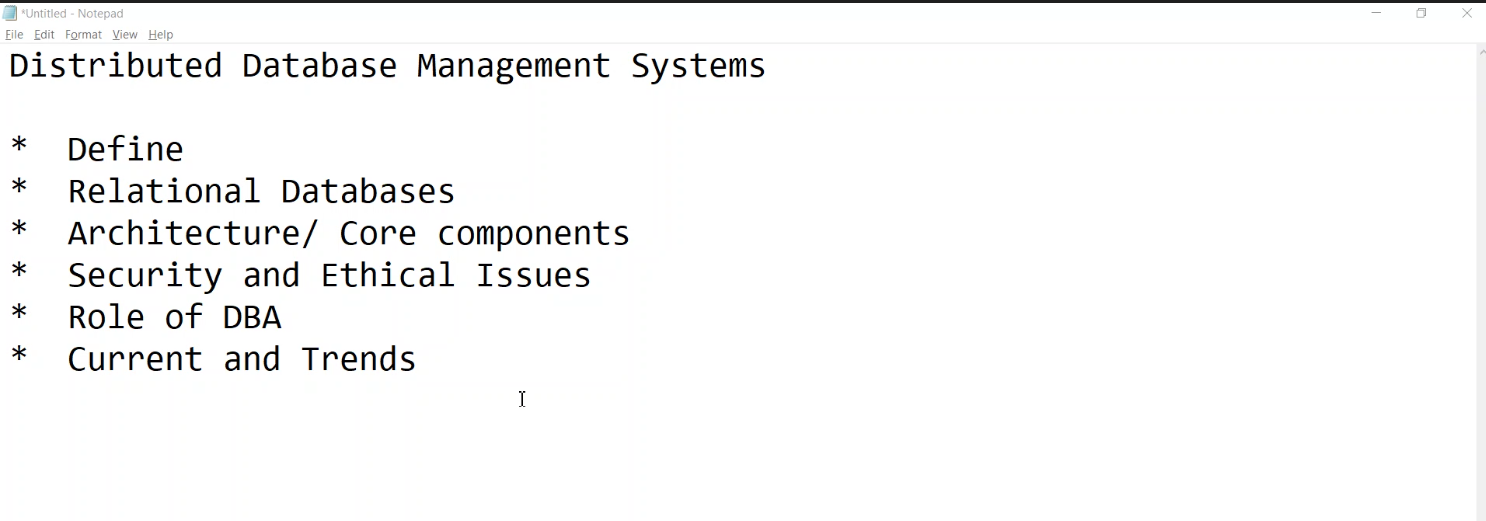 *Untitled - Notepad
File Edit Format View Help
Distributed Database Management Systems
* Define
* Relational Databases
* Architecture/ Core components
* Security and Ethical Issues
* Role of DBA
* Current and Trends